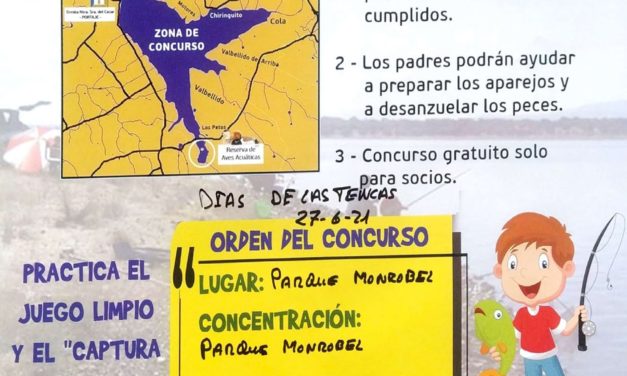 Ermita Ntra. Sra. del Casar
- PORTAJE -
Chiringuito
Cola
ZONA DE
CONCURSO
Valbellido de Arriba
Valbellido
Las Pelas
Reserva de
Aves Acuáticas
cumplidos.
2 - Los padres podrán ayudar
a preparar los aparejos y
a desanzuelar los peces.
3 - Concurso gratuito solo
para socios.
DIAS DE LAS TENCAS
27-6-21
ORDEN DEL CONCURSO
LUGAR: PARQUE MONROBEL
CONCENTRACIÓN:
PARQUE MONROBEL
PRACTICA EL
JUEGO LIMPIO
Y EL "CAPTURA